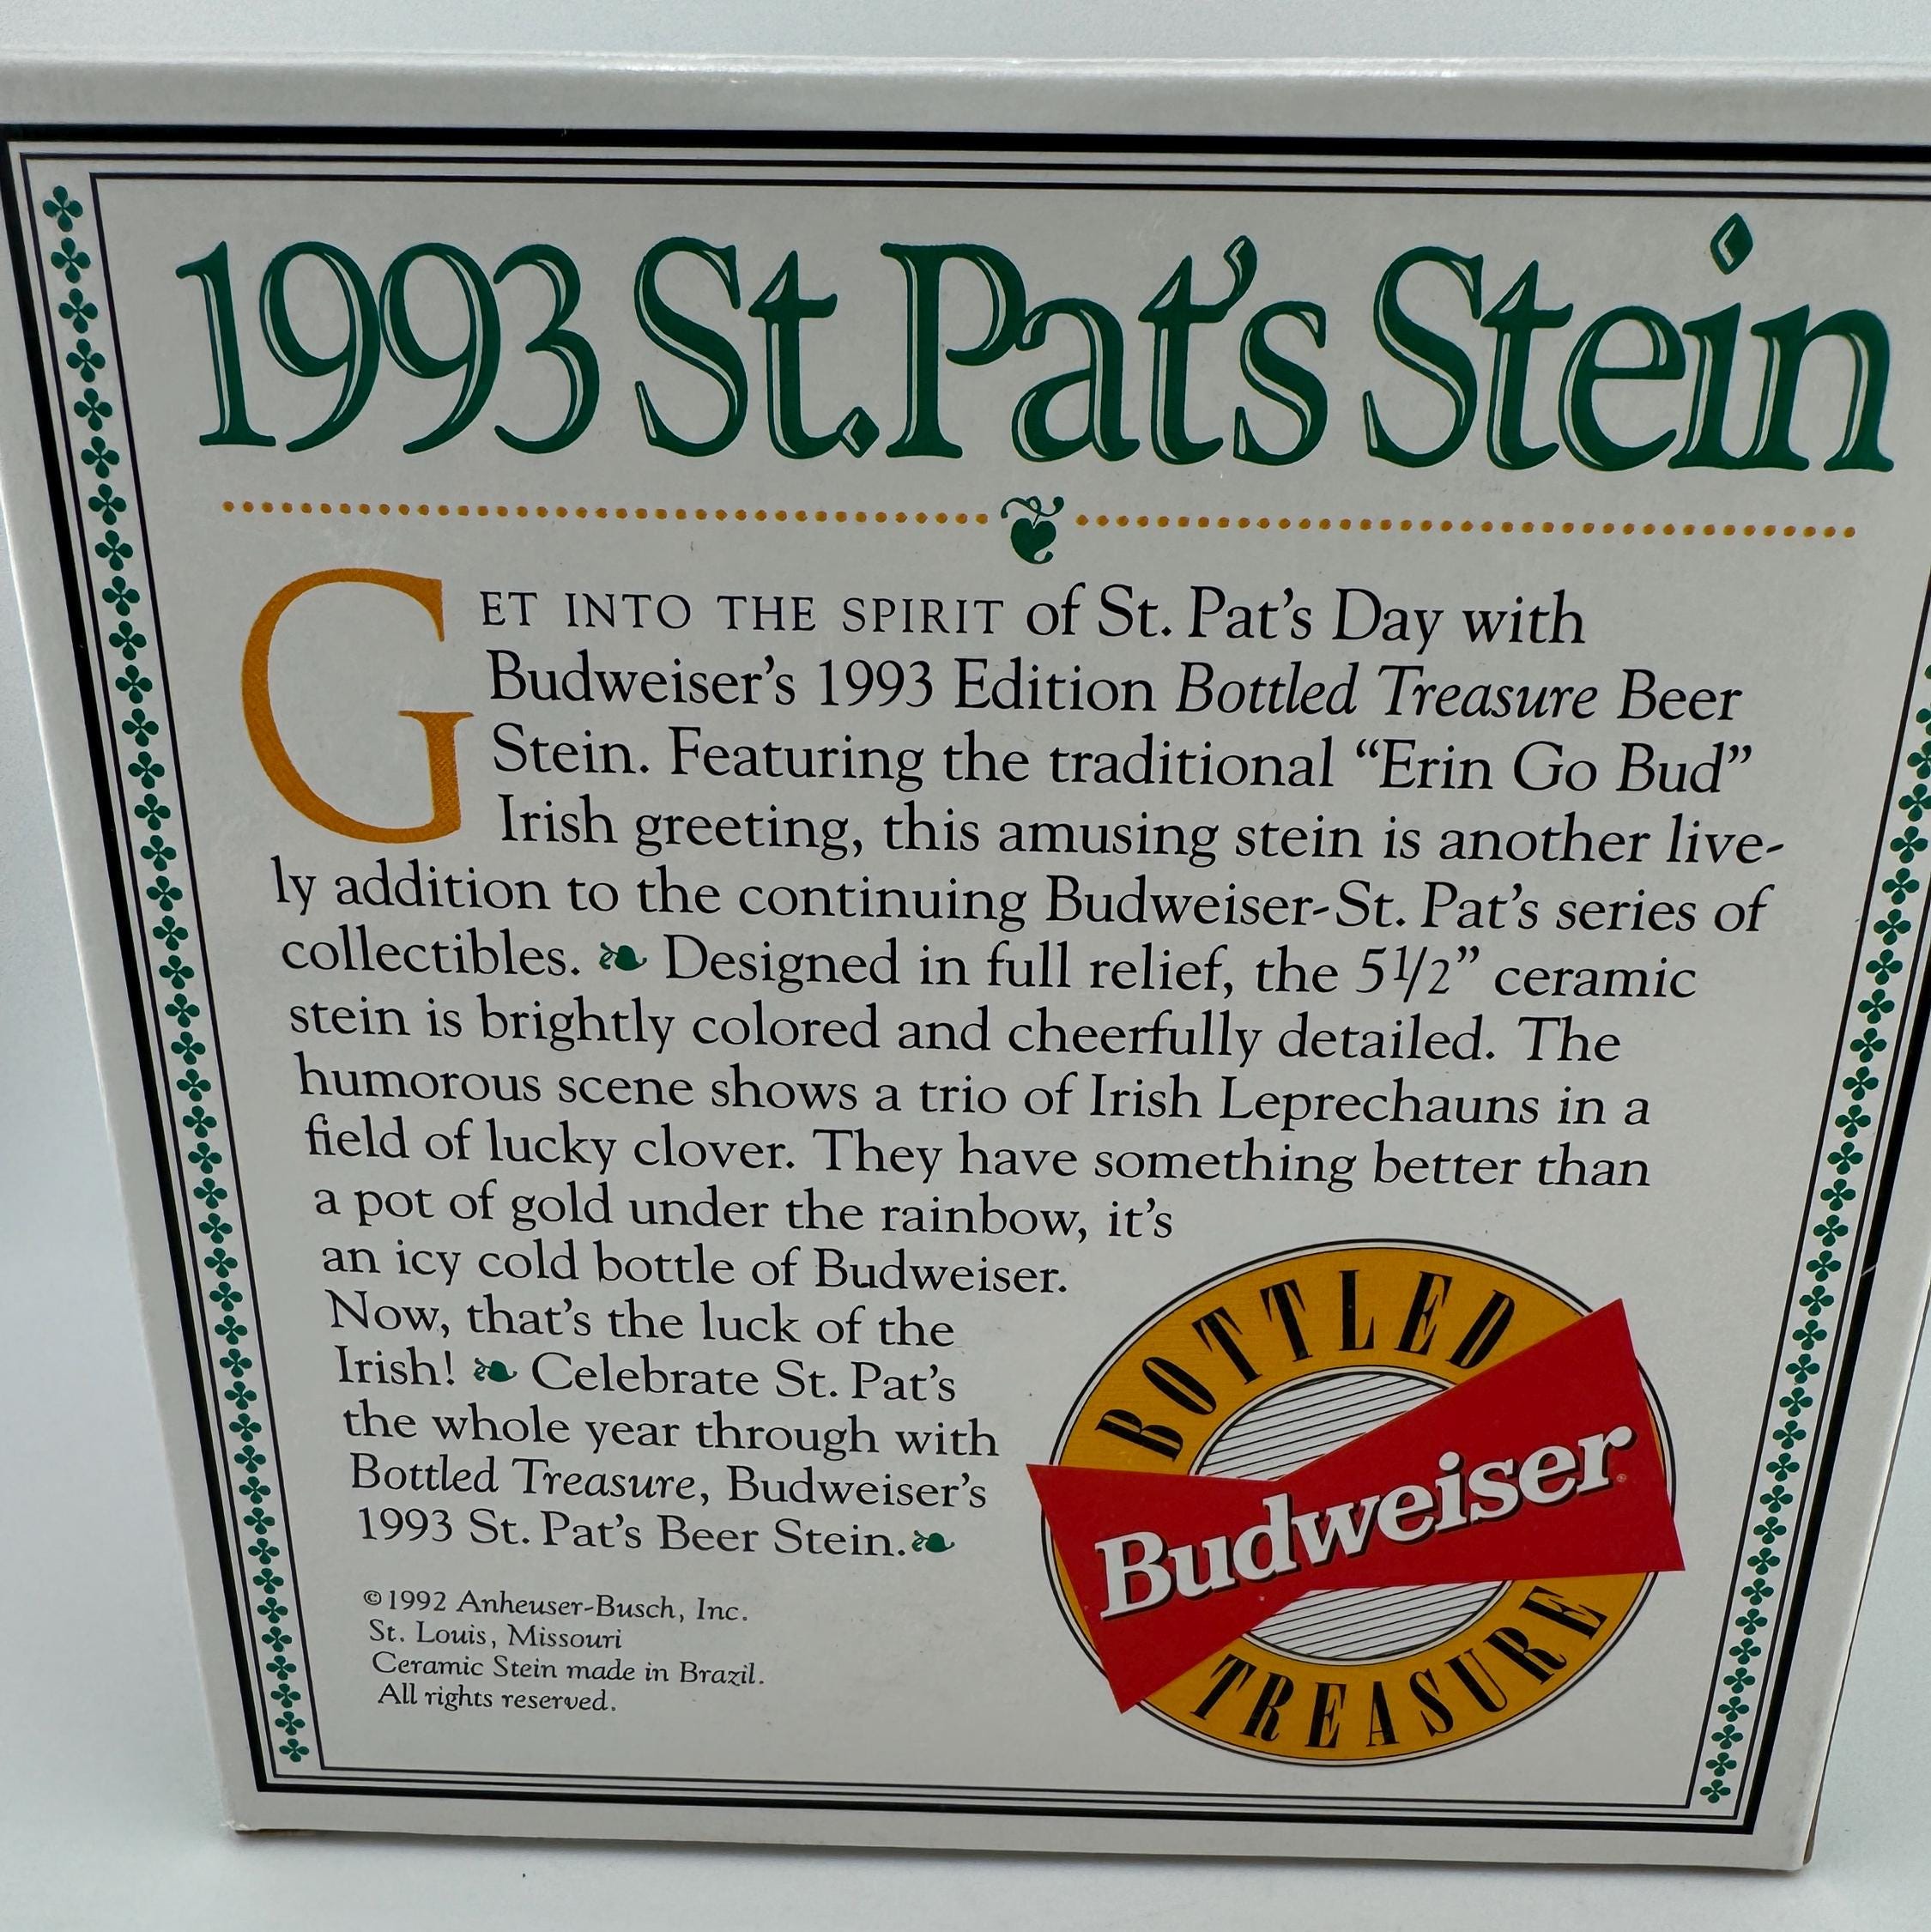 1993 St. Pat's Stein
GET INTO THE SPIRIT of St. Pat's Day with
Budweiser's 1993 Edition Bottled Treasure Beer
Stein. Featuring the traditional “Erin Go Bud”
Irish greeting, this amusing stein is another live-
ly addition to the continuing Budweiser-St. Pat's series of
collectibles. ❧ Designed in full relief, the 5 1/2” ceramic
stein is brightly colored and cheerfully detailed. The
humorous scene shows a trio of Irish Leprechauns in a
field of lucky clover. They have something better than
a pot of gold under the rainbow, it's
an icy cold bottle of Budweiser.
Now, that's the luck of the
Irish! ❧ Celebrate St. Pat's
the whole year through with
Bottled Treasure, Budweiser's
1993 St. Pat's Beer Stein.❧
©1992 Anheuser-Busch, Inc.
St. Louis, Missouri
Ceramic Stein made in Brazil.
All rights reserved.
BOTTLED
Budweiser®
TREASURE